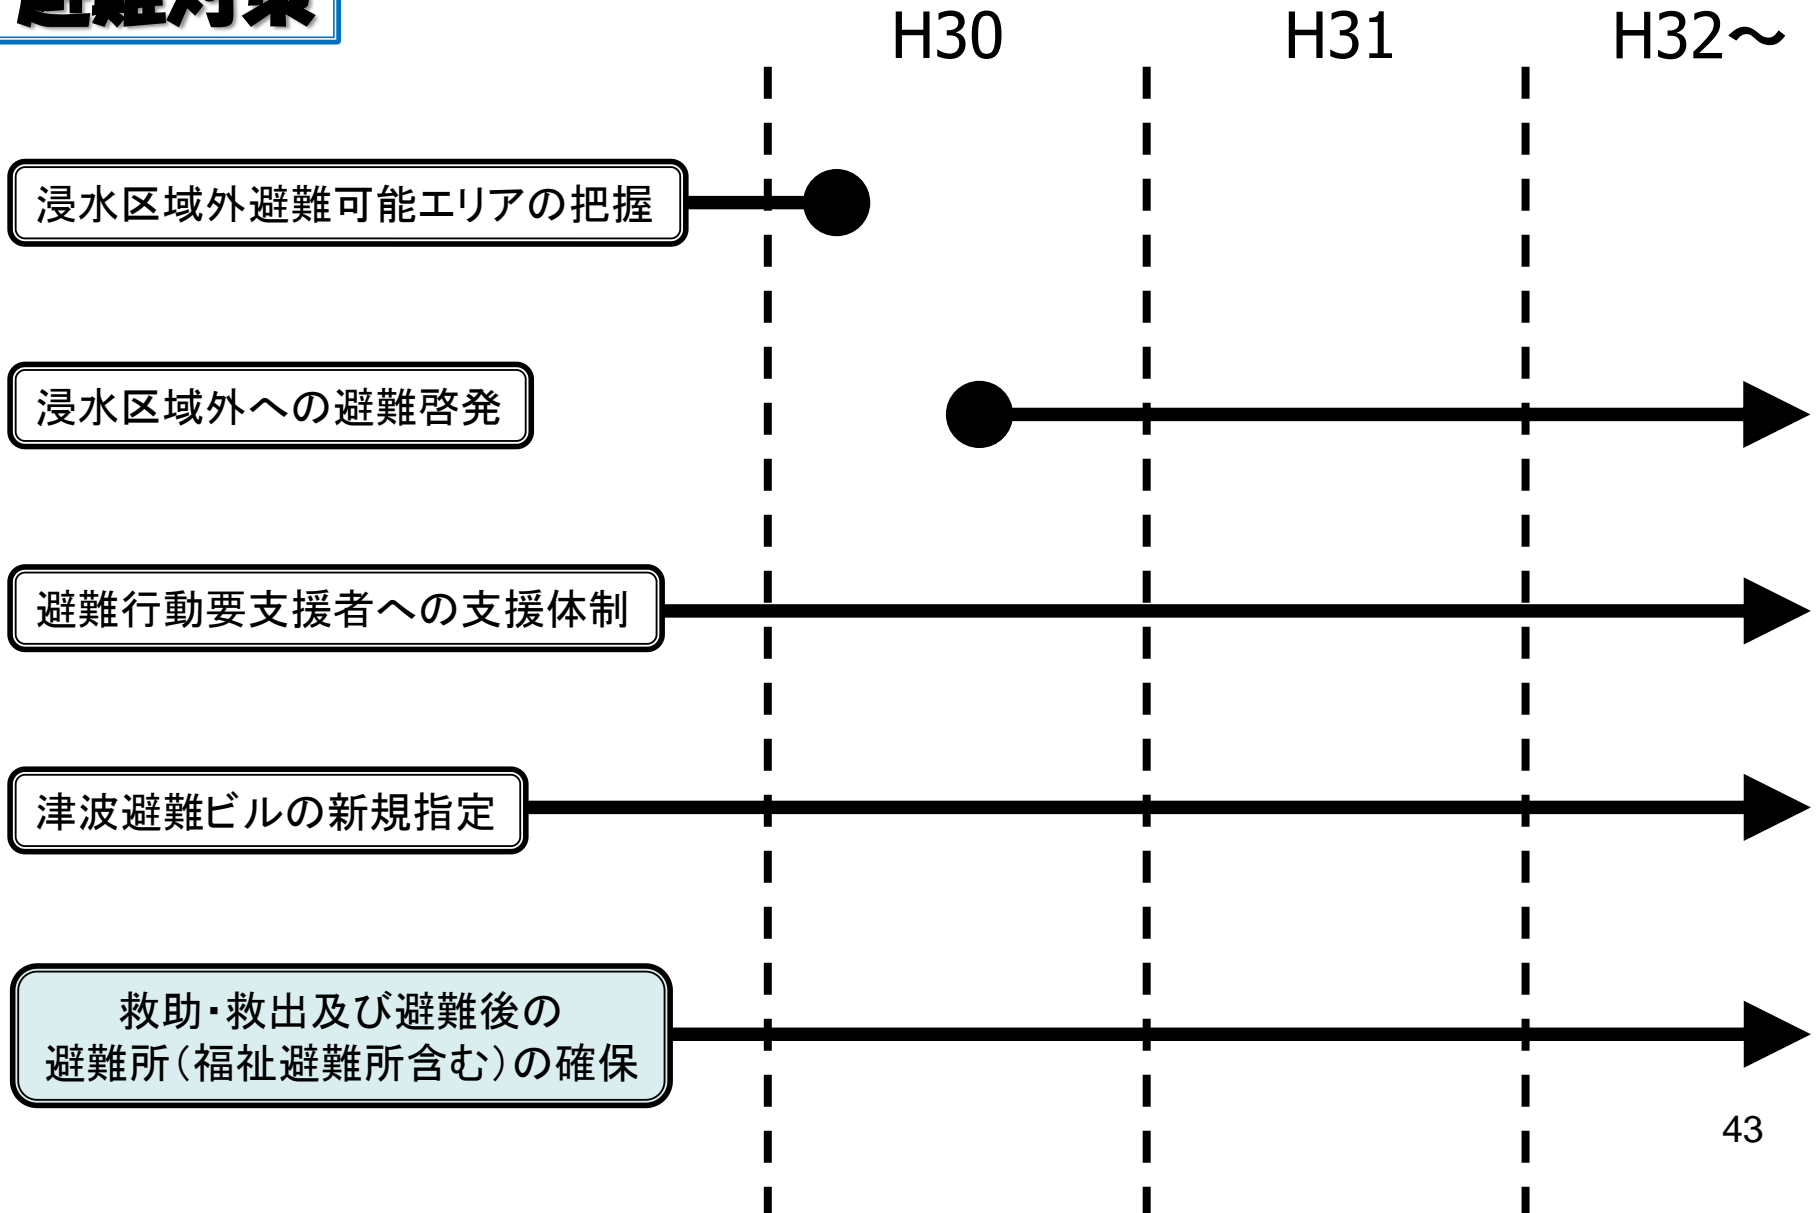 避難対策
H30 H31 H32～
浸水区域外避難可能エリアの把握
浸水区域外への避難啓発
避難行動要支援者への支援体制
津波避難ビルの新規指定
救助・救出及び避難後の
避難所(福祉避難所含む)の確保
43